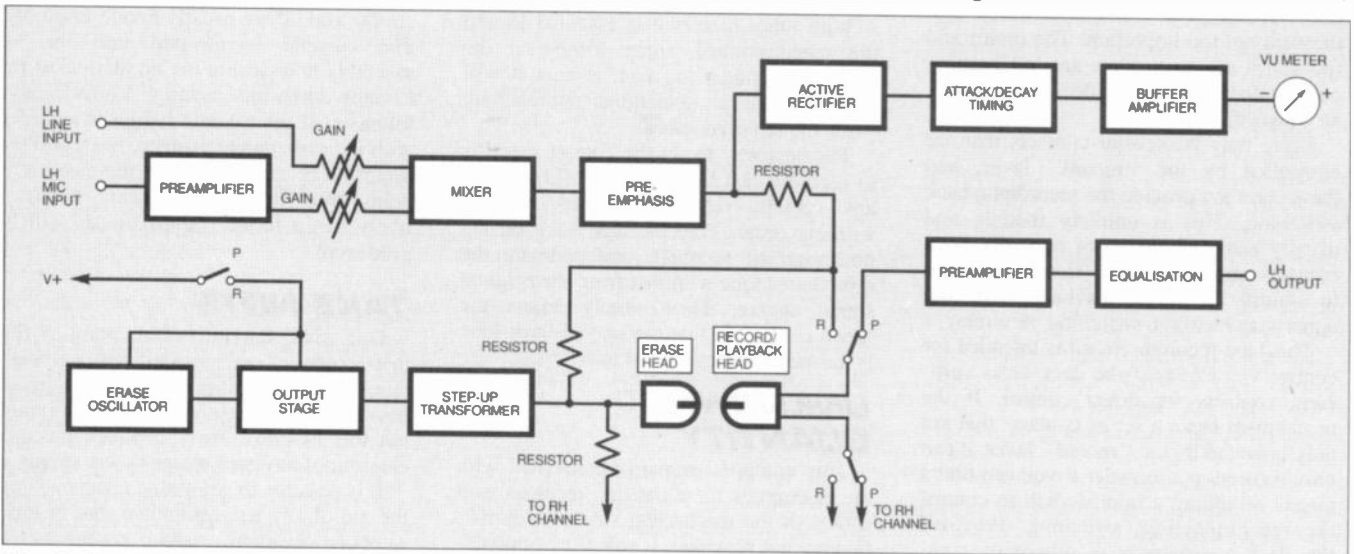 VU METER
ACTIVE
RECTIFIER
ATTACK/DECAY
TIMING
BUFFER
AMPLIFIER
− +
LH
LINE
INPUT
GAIN
LH
MIC
INPUT
PREAMPLIFIER
GAIN
MIXER
PRE-
EMPHASIS
RESISTOR
PREAMPLIFIER
EQUALISATION
LH
OUTPUT
V+
P
R
R
P
RESISTOR
ERASE
HEAD
RECORD/
PLAYBACK
HEAD
ERASE
OSCILLATOR
OUTPUT
STAGE
STEP-UP
TRANSFORMER
RESISTOR
R
P
TO RH
CHANNEL
TO RH
CHANNEL